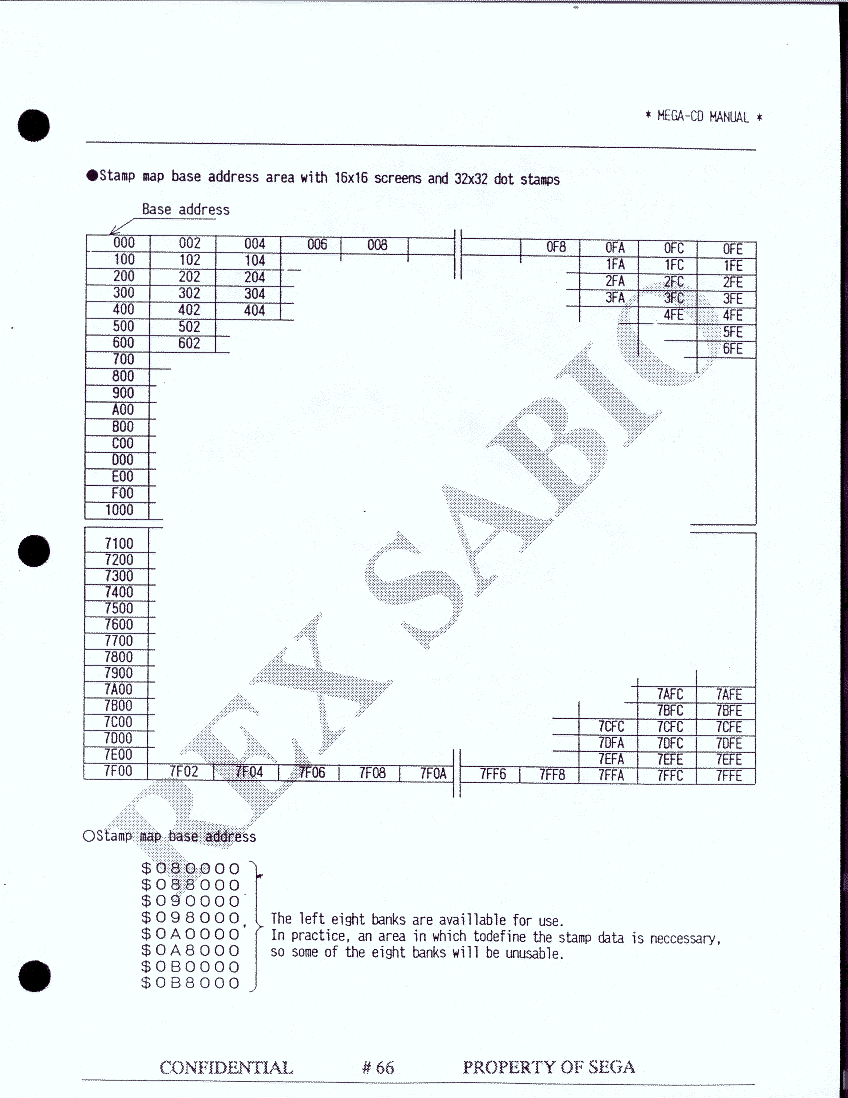 * MEGA-CD MANUAL *
●Stamp map base address area with 16x16 screens and 32x32 dot stamps
Base address
000 002 004 006 008 0F8 0FA 0FC 0FE
100 102 104 1FA 1FC 1FE
200 202 204 2FA 2FC 2FE
300 302 304 3FA 3FC 3FE
400 402 404 4FE 4FE
500 502 5FE
600 602 6FE
700
800
900
A00
B00
C00
D00
E00
F00
1000
7100
7200
7300
7400
7500
7600
7700
7800
7900
7A00 7AFC 7AFE
7B00 7BFC 7BFE
7C00 7CFC 7CFC 7CFE
7D00 7DFA 7DFC 7DFE
7E00 7EFA 7EFE 7EFE
7F00 7F02 7F04 7F06 7F08 7F0A 7FF6 7FF8 7FFA 7FFC 7FFE
REX SABIO
○Stamp map base address
$080000
$088000
$090000
$098000,
$0A0000
$0A8000
$0B0000
$0B8000
The left eight banks are availlable for use.
In practice, an area in which todefine the stamp data is neccessary,
so some of the eight banks will be unusable.
CONFIDENTIAL # 66 PROPERTY OF SEGA